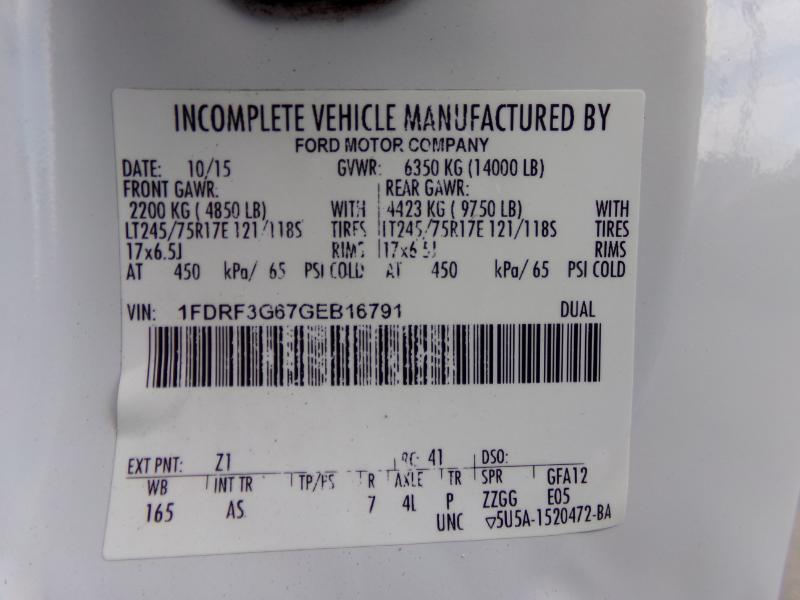 INCOMPLETE VEHICLE MANUFACTURED BY
FORD MOTOR COMPANY
DATE: 10/15 GVWR: 6350 KG (14000 LB)
FRONT GAWR: REAR GAWR:
2200 KG ( 4850 LB) WITH 4423 KG ( 9750 LB) WITH
LT245/75R17E 121/118S TIRES LT245/75R17E 121/118S TIRES
17x6.5J RIMS 17x6.5J RIMS
AT 450 kPa/ 65 PSI COLD AT 450 kPa/ 65 PSI COLD
VIN: 1FDRF3G67GEB16791 DUAL
EXT PNT: Z1 RC: 41 DSO:
WB INT TR TP/PS R AXLE TR SPR GFA12
165 AS 7 4L P ZZGG E05
UNC ▽5U5A-1520472-BA